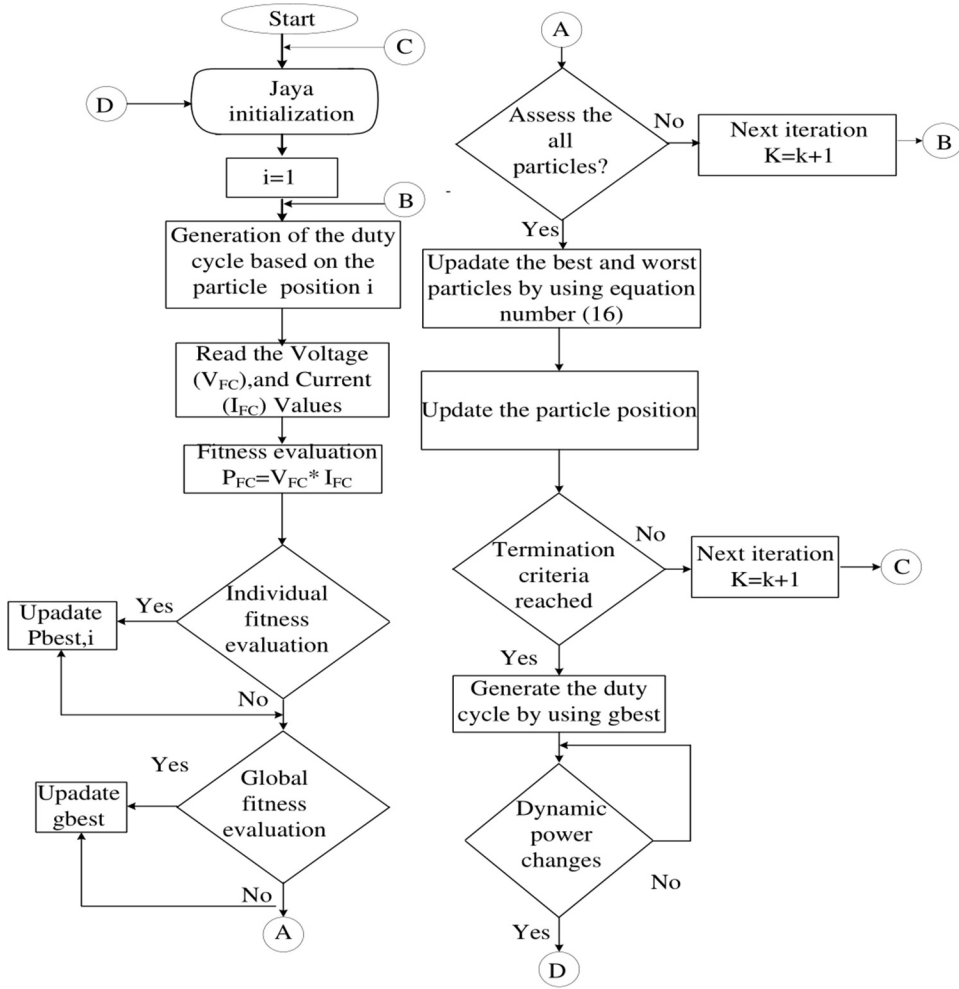 Start
C
D
Jaya
initialization
i=1
B
Generation of the duty
cycle based on the
particle position i
Read the Voltage
(VFC),and Current
(IFC) Values
Fitness evaluation
PFC=VFC* IFC
Individual
fitness
evaluation
Yes
Upadate
Pbest,i
No
Global
fitness
evaluation
Yes
Upadate
gbest
No
A
A
Assess the
all
particles?
No
Next iteration
K=k+1
B
Yes
Upadate the best and worst
particles by using equation
number (16)
Update the particle position
Termination
criteria
reached
No
Next iteration
K=k+1
C
Yes
Generate the duty
cycle by using gbest
Dynamic
power
changes
No
Yes
D